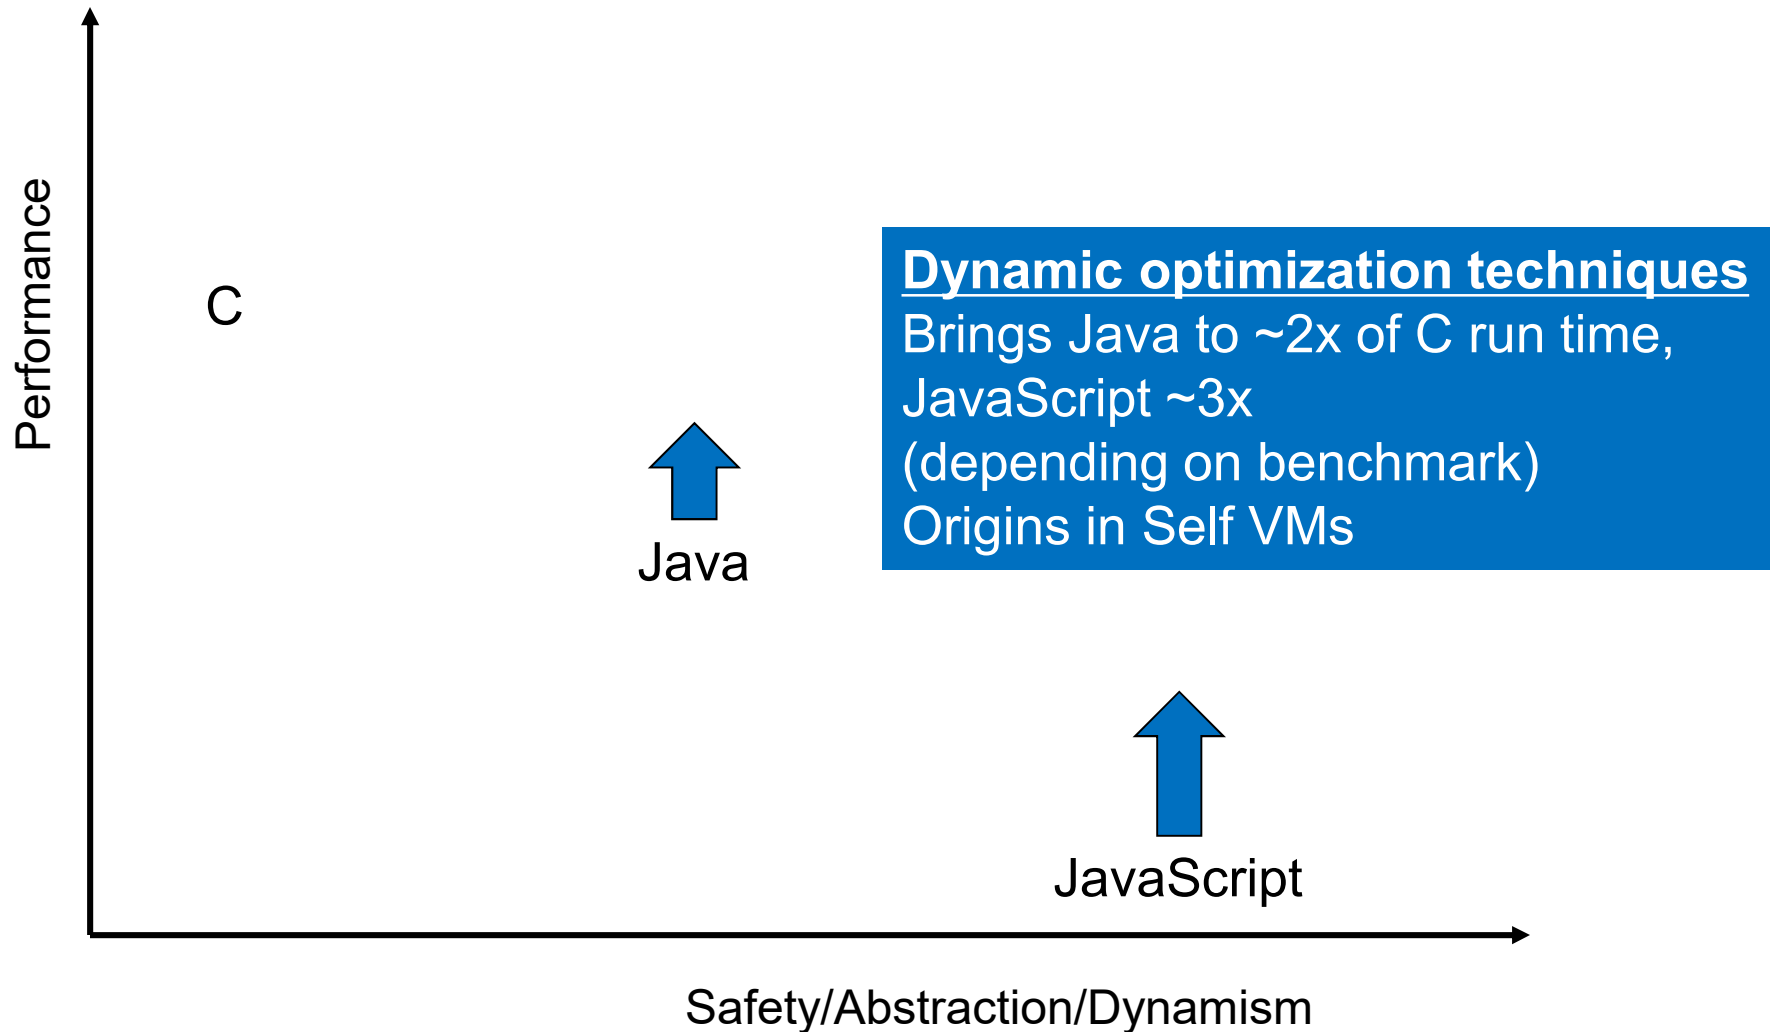 Performance
C
Dynamic optimization techniques
Brings Java to ~2x of C run time,
JavaScript ~3x
(depending on benchmark)
Origins in Self VMs
Java
JavaScript
Safety/Abstraction/Dynamism